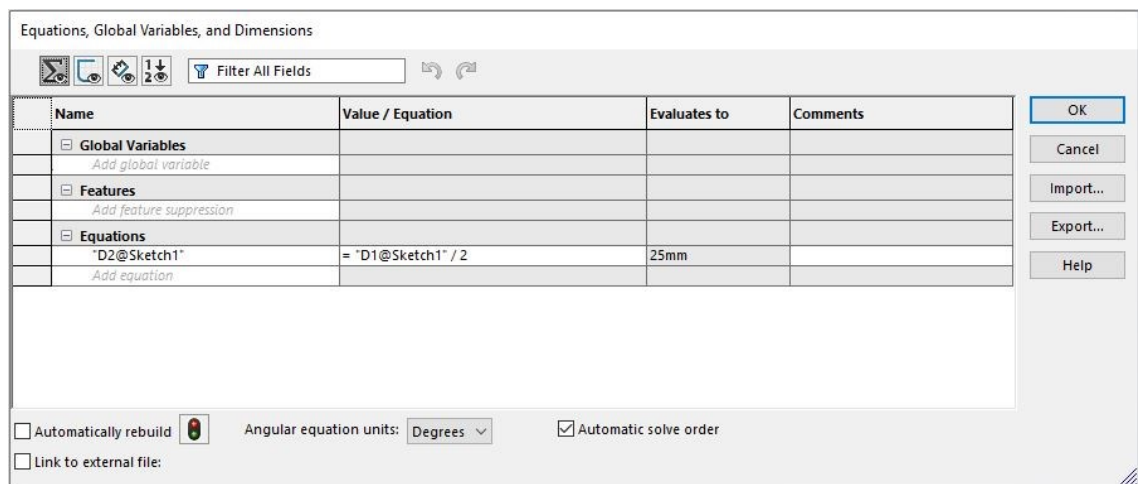 Equations, Global Variables, and Dimensions
Filter All Fields
Name Value / Equation Evaluates to Comments
Global Variables
Add global variable
Features
Add feature suppression
Equations
"D2@Sketch1" = "D1@Sketch1" / 2 25mm
Add equation
OK
Cancel
Import...
Export...
Help
Automatically rebuild Angular equation units: Degrees Automatic solve order
Link to external file: